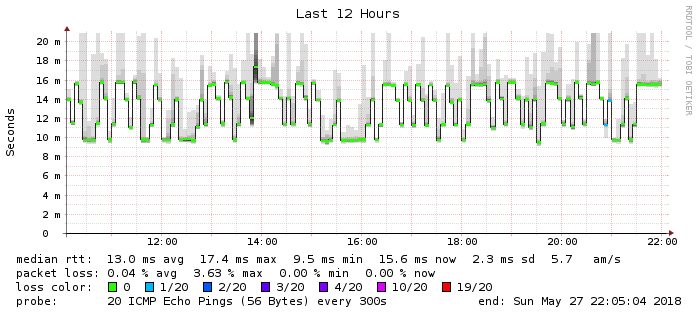 Last 12 Hours
RRDTOOL / TOBI OETIKER
Seconds
20 m
18 m
16 m
14 m
12 m
10 m
8 m
6 m
4 m
2 m
0
12:00 14:00 16:00 18:00 20:00 22:00
median rtt: 13.0 ms avg 17.4 ms max 9.5 ms min 15.6 ms now 2.3 ms sd 5.7 am/s
packet loss: 0.04 % avg 3.63 % max 0.00 % min 0.00 % now
loss color: 0 1/20 2/20 3/20 4/20 10/20 19/20
probe: 20 ICMP Echo Pings (56 Bytes) every 300s end: Sun May 27 22:05:04 2018